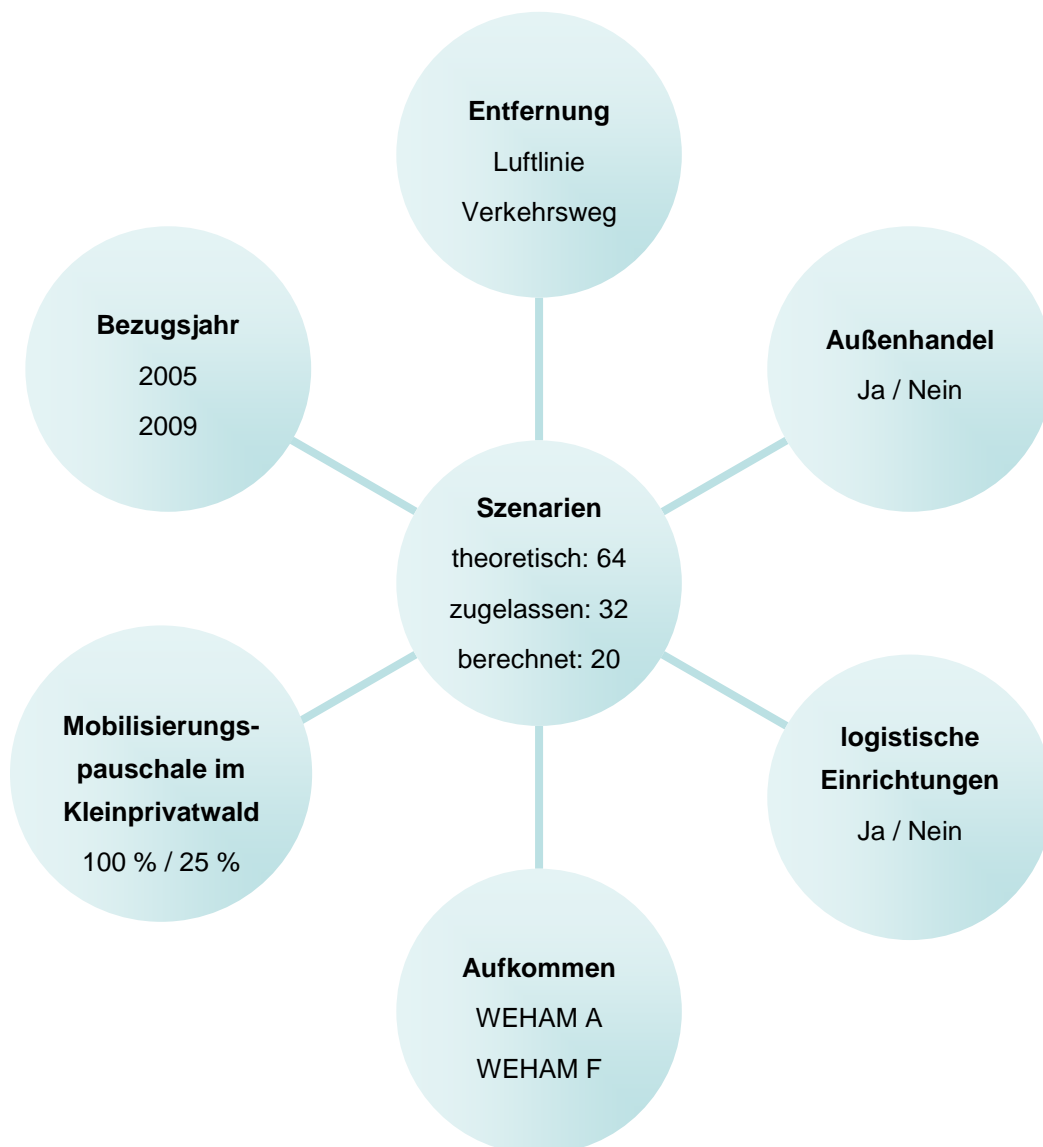 Entfernung
Luftlinie
Verkehrsweg
Bezugsjahr
2005
2009
Außenhandel
Ja / Nein
Szenarien
theoretisch: 64
zugelassen: 32
berechnet: 20
Mobilisierungs-
pauschale im
Kleinprivatwald
100 % / 25 %
logistische
Einrichtungen
Ja / Nein
Aufkommen
WEHAM A
WEHAM F